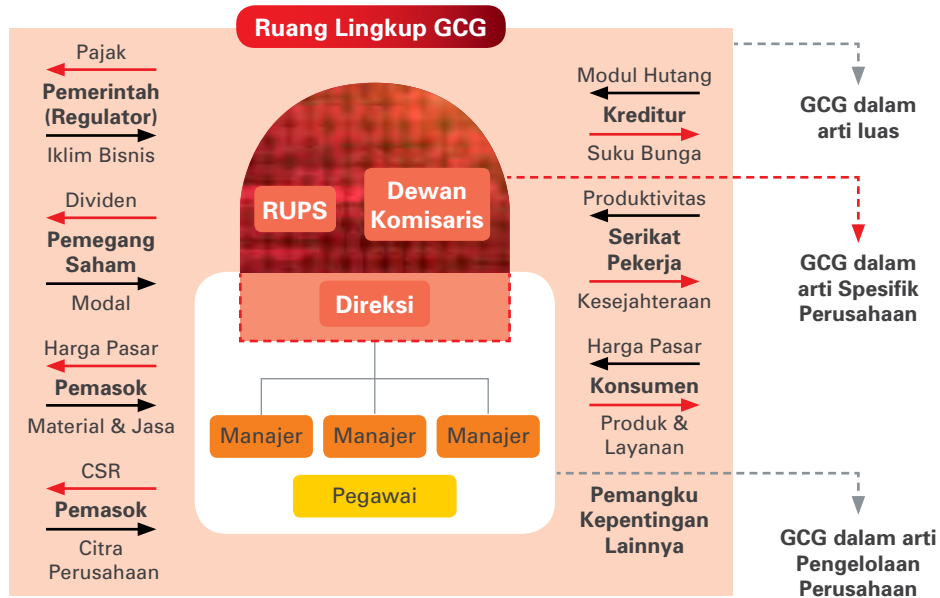 Ruang Lingkup GCG
Pajak
Pemerintah
(Regulator)
Iklim Bisnis
Dividen
Pemegang
Saham
Modal
Harga Pasar
Pemasok
Material & Jasa
CSR
Pemasok
Citra
Perusahaan
RUPS
Dewan
Komisaris
Direksi
Manajer
Manajer
Manajer
Pegawai
Modul Hutang
Kreditur
Suku Bunga
Produktivitas
Serikat
Pekerja
Kesejahteraan
Harga Pasar
Konsumen
Produk &
Layanan
Pemangku
Kepentingan
Lainnya
GCG dalam
arti luas
GCG dalam
arti Spesifik
Perusahaan
GCG dalam arti
Pengelolaan
Perusahaan